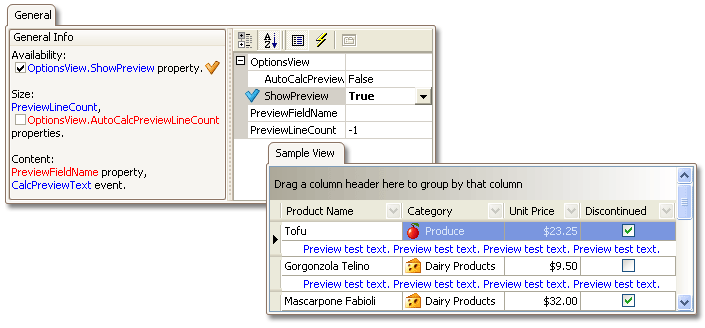 General
General Info
Availability:
OptionsView.ShowPreview property.
Size:
PreviewLineCount,
OptionsView.AutoCalcPreviewLineCount
properties.
Content:
PreviewFieldName property,
CalcPreviewText event.
OptionsView
AutoCalcPreview False
ShowPreview True
PreviewFieldName
PreviewLineCount -1
Sample View
Drag a column header here to group by that column
Product Name Category Unit Price Discontinued
Tofu Produce $23.25
Preview test text. Preview test text. Preview test text. Preview test text.
Gorgonzola Telino Dairy Products $9.50
Preview test text. Preview test text. Preview test text. Preview test text.
Mascarpone Fabioli Dairy Products $32.00